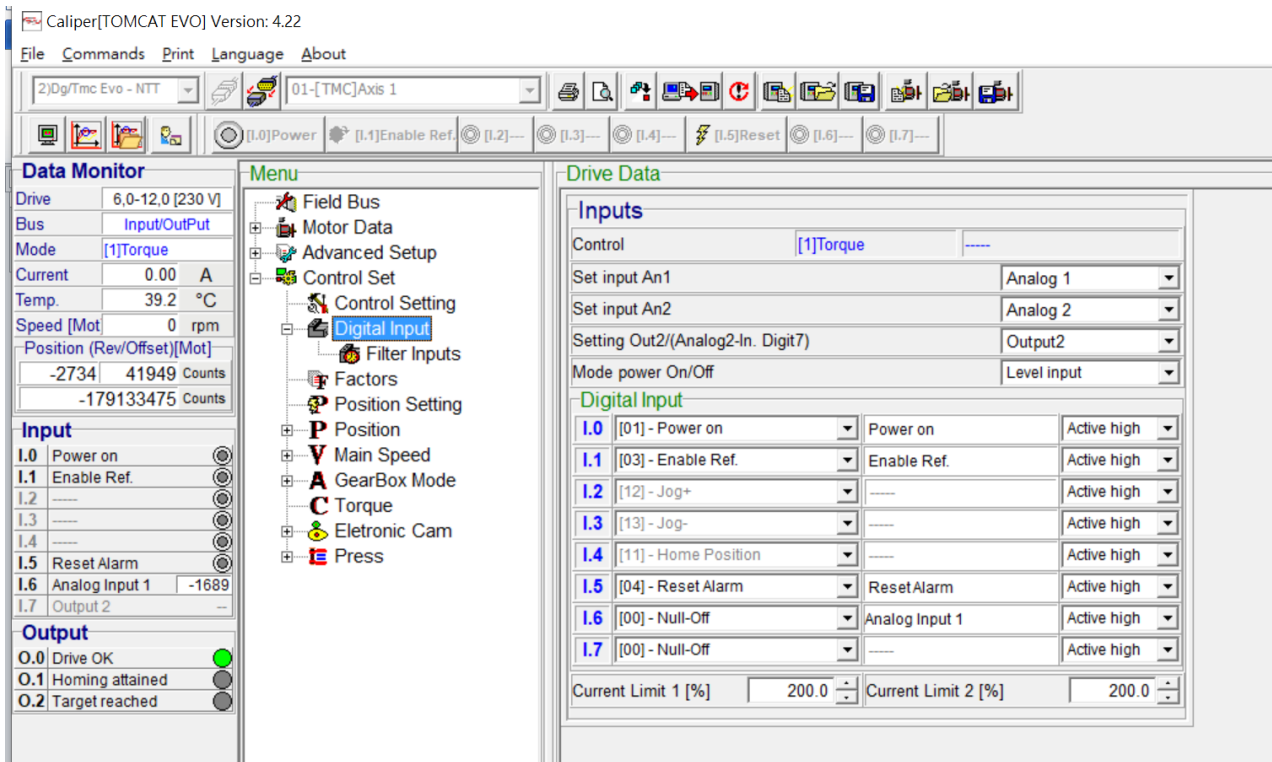 Caliper[TOMCAT EVO] Version: 4.22
File Commands Print Language About
2)Dg/Tmc Evo - NTT 01-[TMC]Axis 1
[I.0]Power [I.1]Enable Ref. [I.2]--- [I.3]--- [I.4]--- [I.5]Reset [I.6]--- [I.7]---
Data Monitor
Drive 6,0-12,0 [230 V]
Bus Input/OutPut
Mode [1]Torque
Current 0.00 A
Temp. 39.2 °C
Speed [Mot 0 rpm
Position (Rev/Offset)[Mot]
-2734 41949 Counts
-179133475 Counts
Input
I.0 Power on
I.1 Enable Ref.
I.2 -----
I.3 -----
I.4 -----
I.5 Reset Alarm
I.6 Analog Input 1 -1689
I.7 Output 2 --
Output
O.0 Drive OK
O.1 Homing attained
O.2 Target reached
Menu
Field Bus
Motor Data
Advanced Setup
Control Set
Control Setting
Digital Input
Filter Inputs
Factors
Position Setting
P Position
V Main Speed
A GearBox Mode
C Torque
Eletronic Cam
Press
Drive Data
Inputs
Control [1]Torque -----
Set input An1 Analog 1
Set input An2 Analog 2
Setting Out2/(Analog2-In. Digit7) Output2
Mode power On/Off Level input
Digital Input
I.0 [01] - Power on Power on Active high
I.1 [03] - Enable Ref. Enable Ref. Active high
I.2 [12] - Jog+ ----- Active high
I.3 [13] - Jog- ----- Active high
I.4 [11] - Home Position ----- Active high
I.5 [04] - Reset Alarm Reset Alarm Active high
I.6 [00] - Null-Off Analog Input 1 Active high
I.7 [00] - Null-Off ----- Active high
Current Limit 1 [%] 200.0 Current Limit 2 [%] 200.0